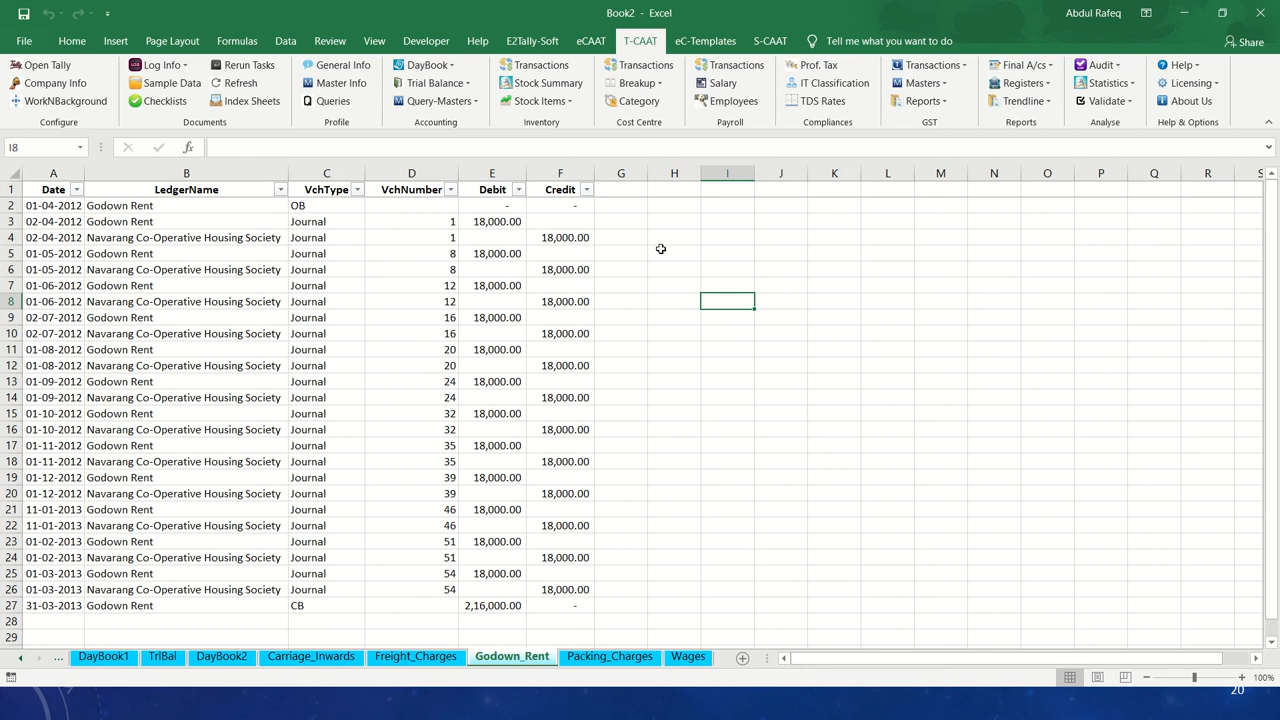 Book2 - Excel
Abdul Rafeq
File Home Insert Page Layout Formulas Data Review View Developer Help E2Tally-Soft eCAAT T-CAAT eC-Templates S-CAAT Tell me what you want to do Share
Open Tally Log Info Rerun Tasks General Info DayBook Transactions Transactions Transactions Prof. Tax Transactions Final A/cs Audit Help
Company Info Sample Data Refresh Master Info Trial Balance Stock Summary Breakup Salary IT Claasification Masters Registers Statistics Licensing
WorkNBackground Checklists Index Sheets Queries Query-Masters Stock Items Category Employees TDS Rates Reports Trendline Validate About Us
Configure Documents Profile Accounting Inventory Cost Centre Payroll Compliances GST Reports Analyse Help & Options
I8 fx
A B C D E F G H I J K L M N O P Q R S
1 Date LedgerName VchType VchNumber Debit Credit
2 01-04-2012 Godown Rent OB - -
3 02-04-2012 Godown Rent Journal 1 18,000.00
4 02-04-2012 Navarang Co-Operative Housing Society Journal 1 18,000.00
5 01-05-2012 Godown Rent Journal 8 18,000.00
6 01-05-2012 Navarang Co-Operative Housing Society Journal 8 18,000.00
7 01-06-2012 Godown Rent Journal 12 18,000.00
8 01-06-2012 Navarang Co-Operative Housing Society Journal 12 18,000.00
9 02-07-2012 Godown Rent Journal 16 18,000.00
10 02-07-2012 Navarang Co-Operative Housing Society Journal 16 18,000.00
11 01-08-2012 Godown Rent Journal 20 18,000.00
12 01-08-2012 Navarang Co-Operative Housing Society Journal 20 18,000.00
13 01-09-2012 Godown Rent Journal 24 18,000.00
14 01-09-2012 Navarang Co-Operative Housing Society Journal 24 18,000.00
15 01-10-2012 Godown Rent Journal 32 18,000.00
16 01-10-2012 Navarang Co-Operative Housing Society Journal 32 18,000.00
17 01-11-2012 Godown Rent Journal 35 18,000.00
18 01-11-2012 Navarang Co-Operative Housing Society Journal 35 18,000.00
19 01-12-2012 Godown Rent Journal 39 18,000.00
20 01-12-2012 Navarang Co-Operative Housing Society Journal 39 18,000.00
21 11-01-2013 Godown Rent Journal 46 18,000.00
22 11-01-2013 Navarang Co-Operative Housing Society Journal 46 18,000.00
23 01-02-2013 Godown Rent Journal 51 18,000.00
24 01-02-2013 Navarang Co-Operative Housing Society Journal 51 18,000.00
25 01-03-2013 Godown Rent Journal 54 18,000.00
26 01-03-2013 Navarang Co-Operative Housing Society Journal 54 18,000.00
27 31-03-2013 Godown Rent CB 2,16,000.00 -
28
29
... DayBook1 TrlBal DayBook2 Carriage_Inwards Freight_Charges Godown_Rent Packing_Charges Wages
100%
20